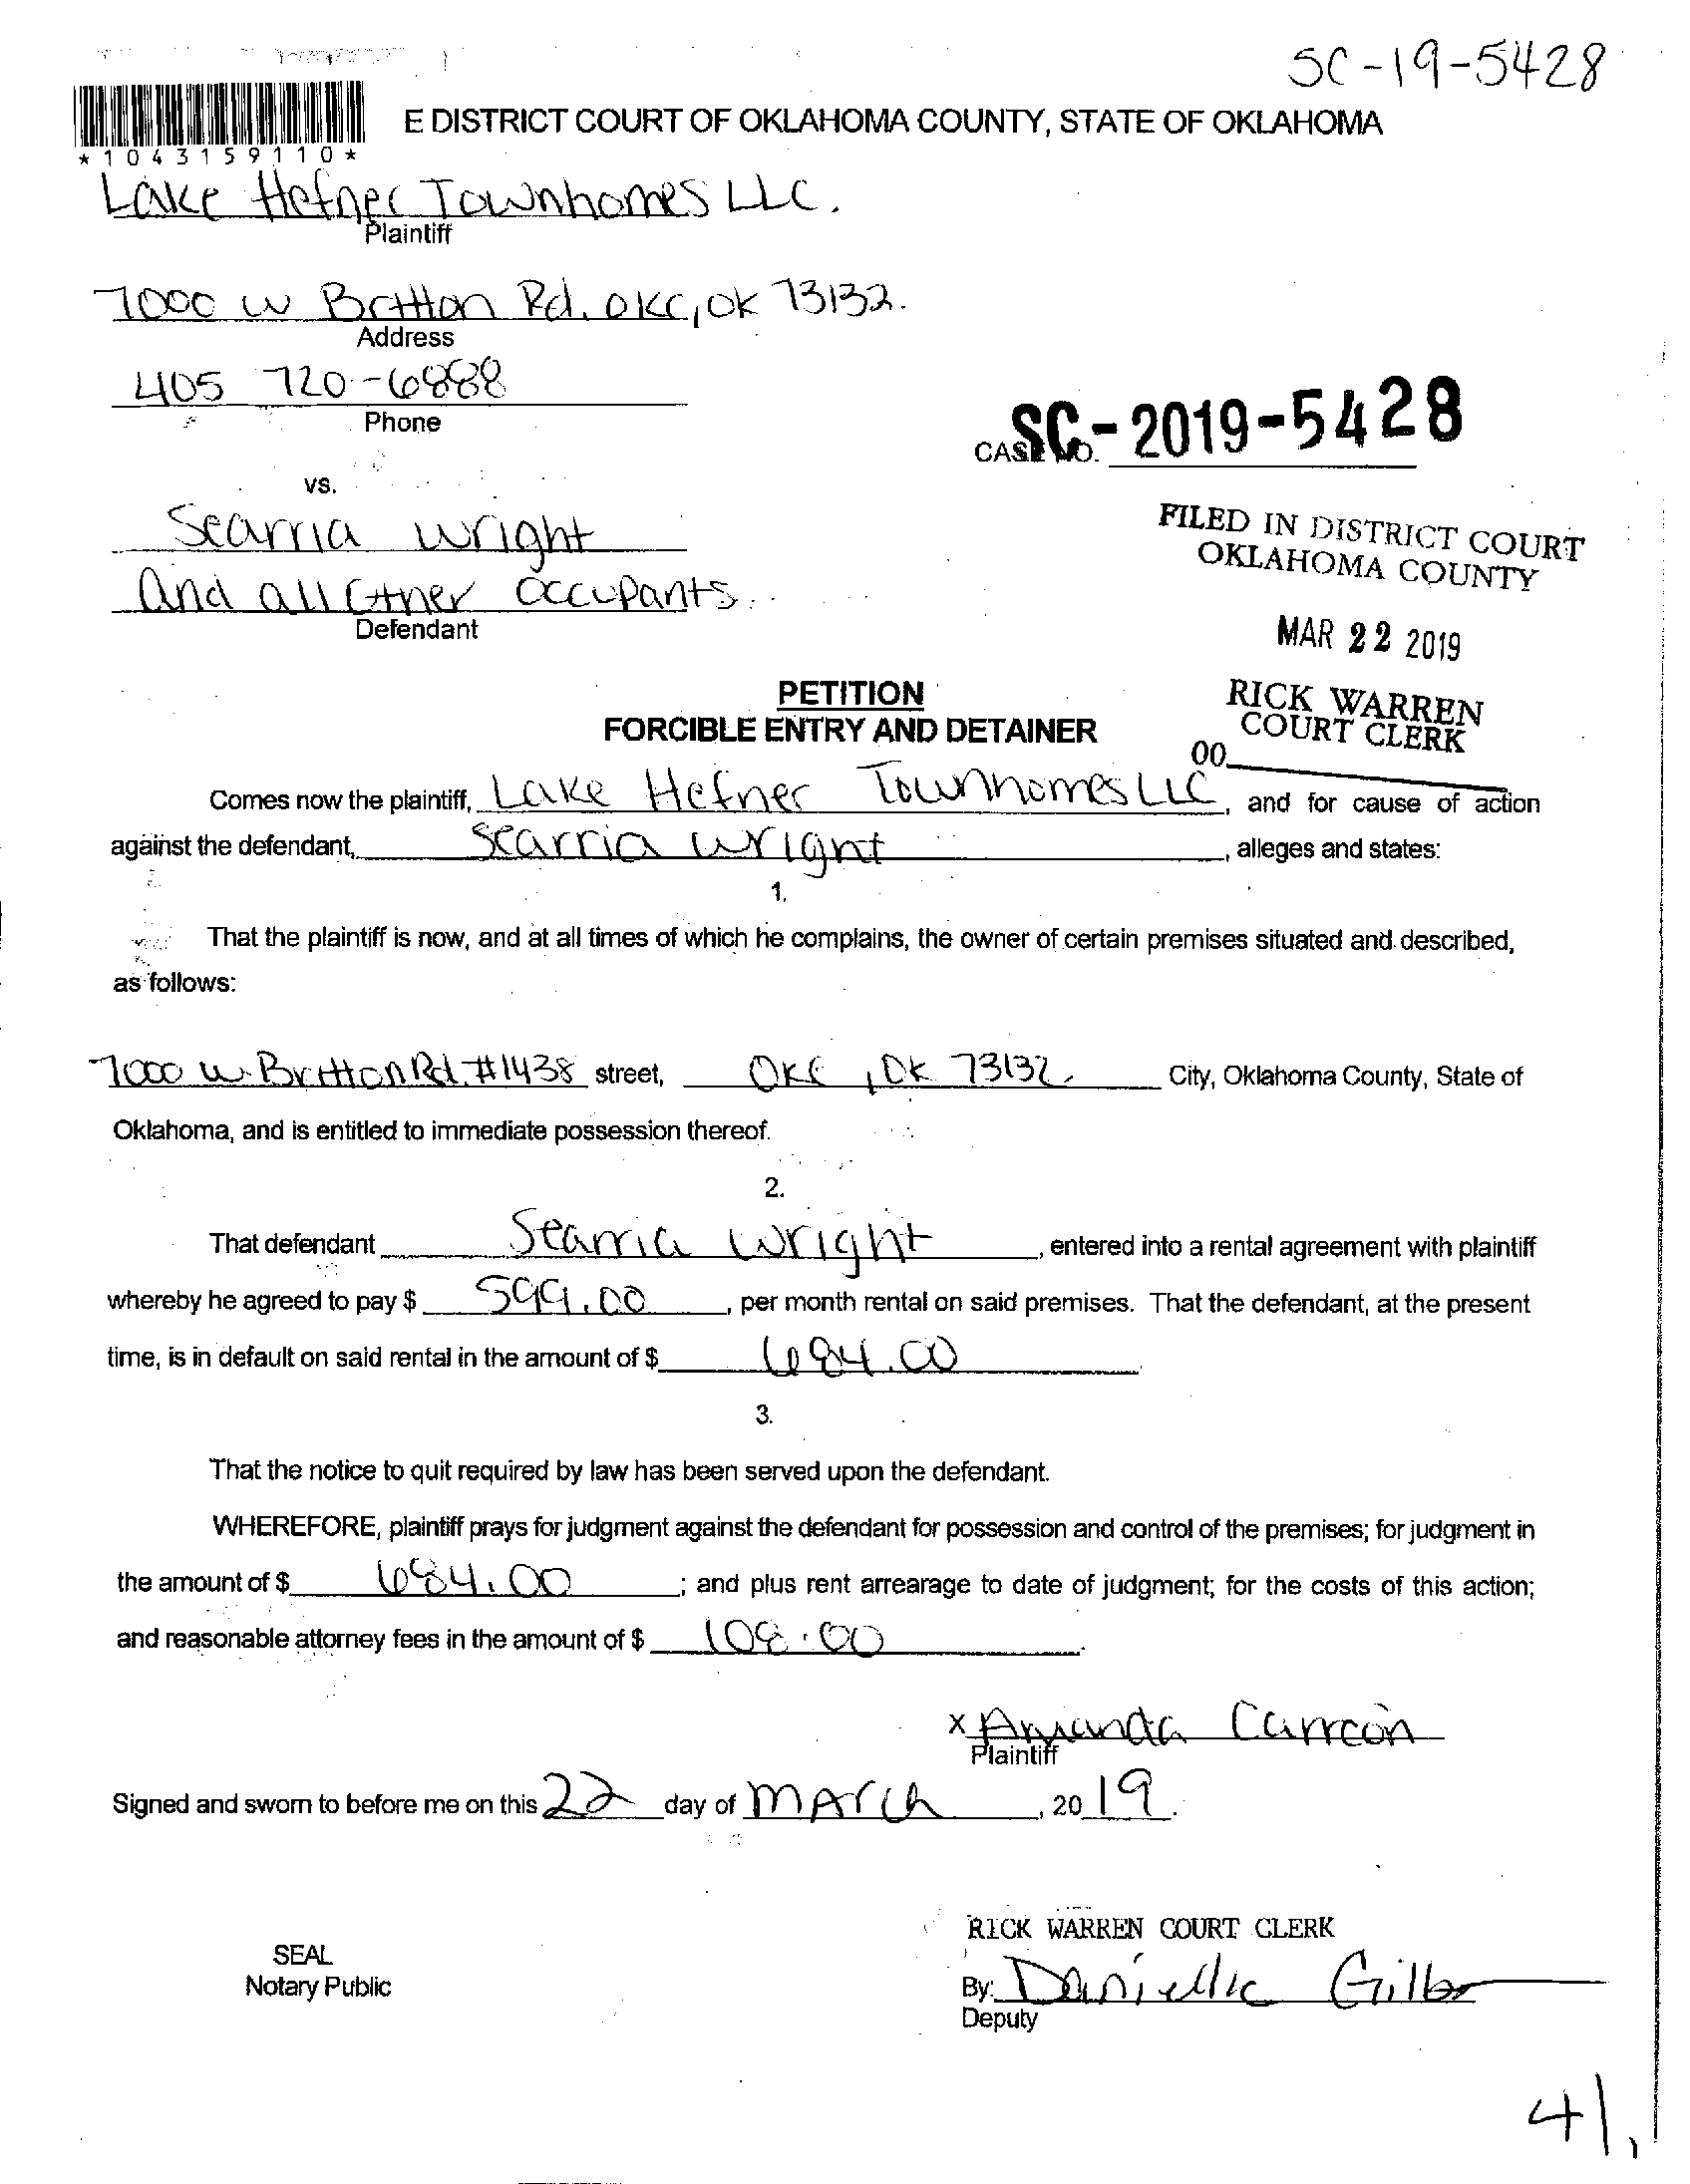 SC-19-5428
*1043159110*
E DISTRICT COURT OF OKLAHOMA COUNTY, STATE OF OKLAHOMA
Lake Hefner Townhomes LLC.
Plaintiff
7000 W Britton Rd. OKC, OK 73132.
Address
405 720-6888
Phone
CASE NO. SC-2019-5428
vs.
Searria Wright
And all other occupants.
Defendant
FILED IN DISTRICT COURT
OKLAHOMA COUNTY
MAR 22 2019
RICK WARREN
COURT CLERK
00
PETITION
FORCIBLE ENTRY AND DETAINER
Comes now the plaintiff, Lake Hefner Townhomes LLC, and for cause of action
against the defendant, Searria Wright, alleges and states:
1.
That the plaintiff is now, and at all times of which he complains, the owner of certain premises situated and described,
as follows:
7000 W. Britton Rd. #1438 street, OKC, OK 73132. City, Oklahoma County, State of
Oklahoma, and is entitled to immediate possession thereof.
2.
That defendant Searria Wright, entered into a rental agreement with plaintiff
whereby he agreed to pay $ 599.00, per month rental on said premises. That the defendant, at the present
time, is in default on said rental in the amount of $ 684.00.
3.
That the notice to quit required by law has been served upon the defendant.
WHEREFORE, plaintiff prays for judgment against the defendant for possession and control of the premises; for judgment in
the amount of $ 684.00; and plus rent arrearage to date of judgment; for the costs of this action;
and reasonable attorney fees in the amount of $ 108.00.
x Amanda Carreon
Plaintiff
Signed and sworn to before me on this 22 day of March, 2019.
RICK WARREN COURT CLERK
SEAL
Notary Public
By: Danielle
Deputy
41,